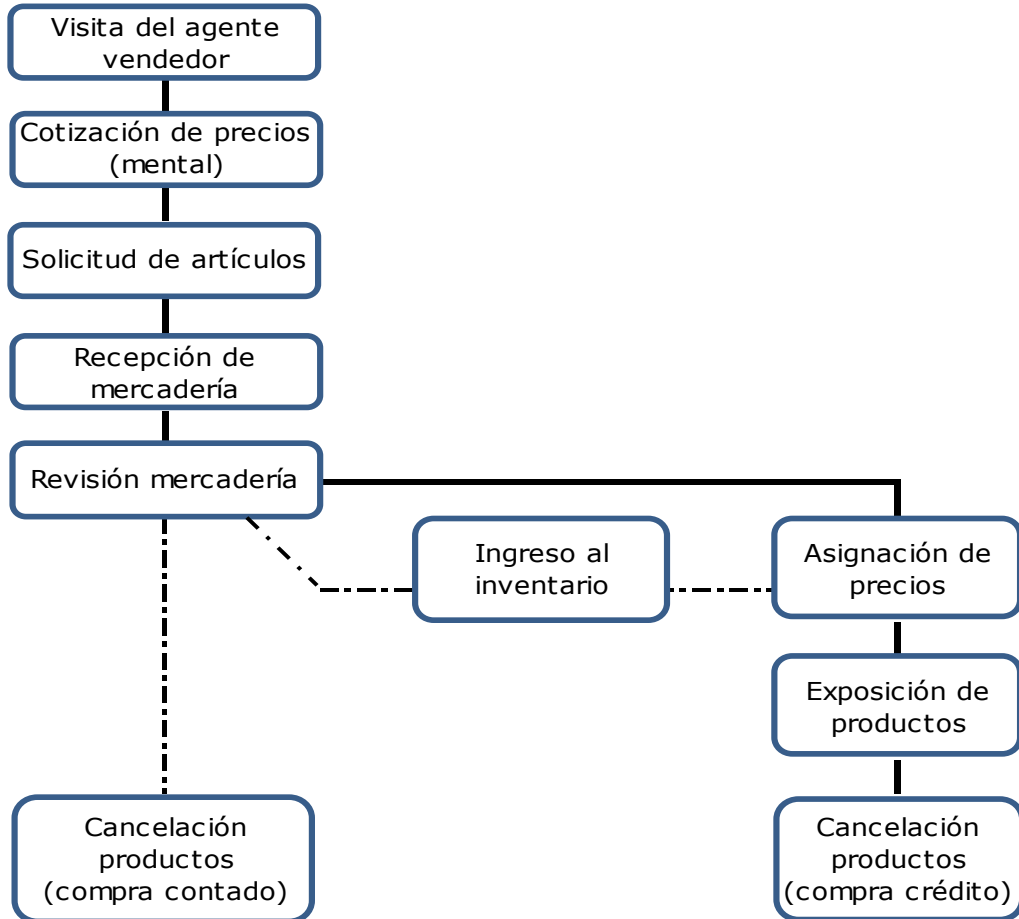 Visita del agente
vendedor
Cotización de precios
(mental)
Solicitud de artículos
Recepción de
mercadería
Revisión mercadería
Ingreso al
inventario
Asignación de
precios
Exposición de
productos
Cancelación
productos
(compra contado)
Cancelación
productos
(compra crédito)